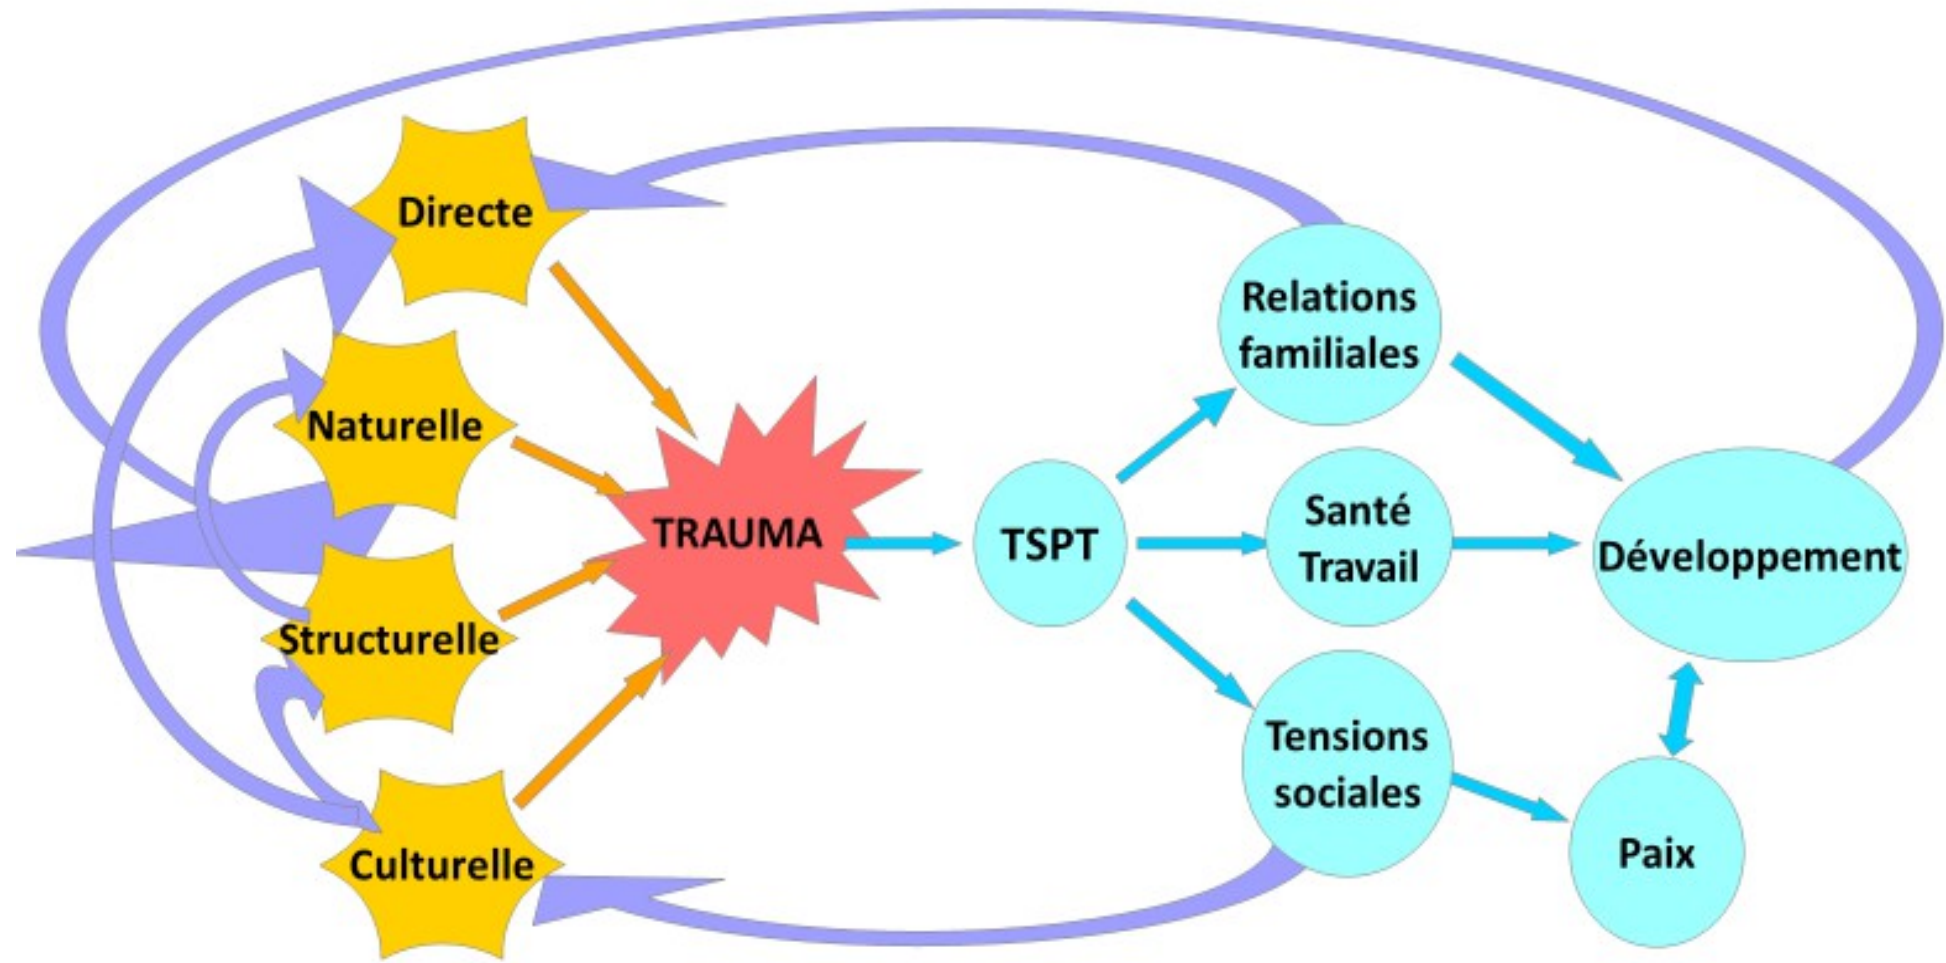 Directe
Naturelle
Structurelle
Culturelle
TRAUMA
TSPT
Relations
familiales
Santé
Travail
Tensions
sociales
Développement
Paix